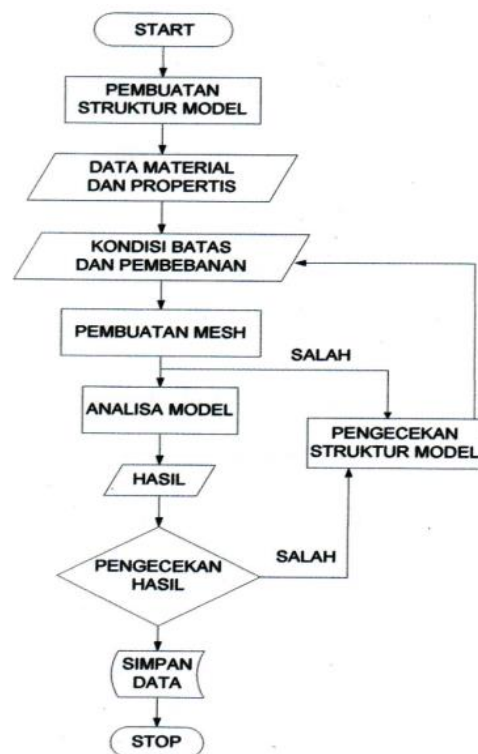 START
PEMBUATAN
STRUKTUR MODEL
DATA MATERIAL
DAN PROPERTIS
KONDISI BATAS
DAN PEMBEBANAN
PEMBUATAN MESH
SALAH
ANALISA MODEL
PENGECEKAN
STRUKTUR MODEL
HASIL
PENGECEKAN
HASIL
SALAH
SIMPAN
DATA
STOP